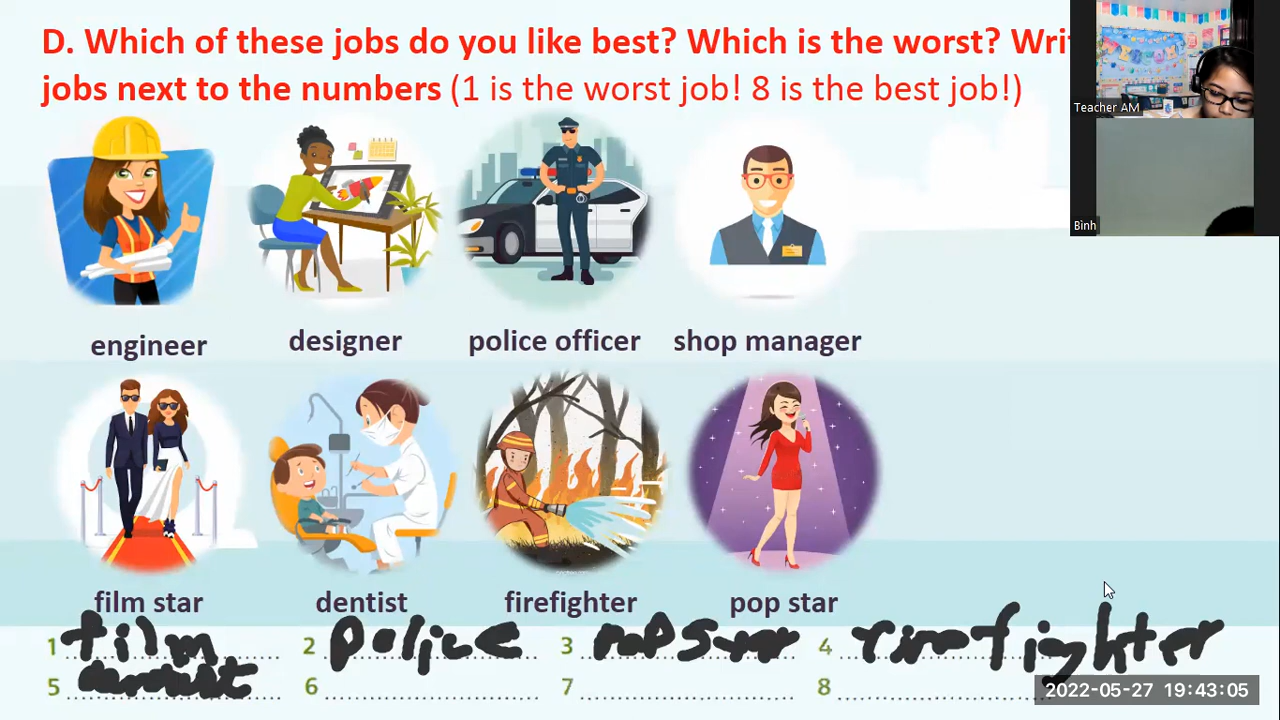 D. Which of these jobs do you like best? Which is the worst? Wri
jobs next to the numbers (1 is the worst job! 8 is the best job!)
Teacher AM
Bình
engineer designer police officer shop manager
film star dentist firefighter pop star
1 film 2 police 3 popstar 4 firefighter
5 dentist 6 7 8
2022-05-27 19:43:05